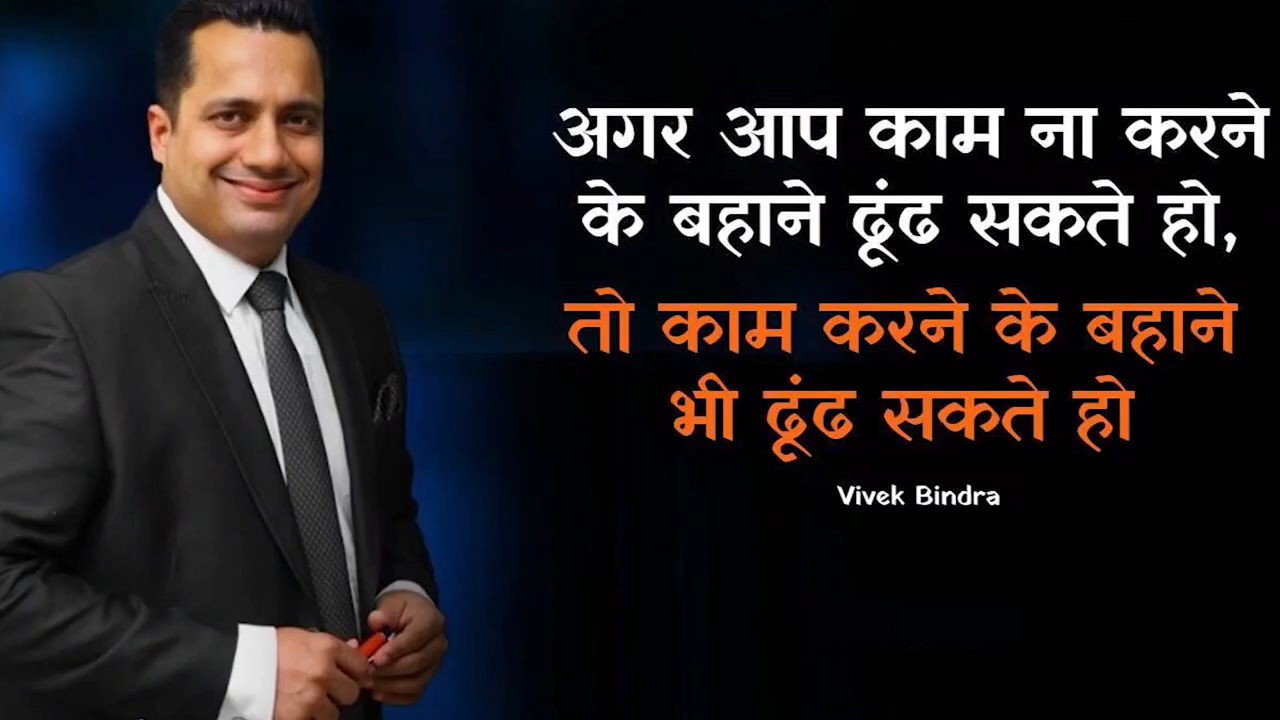 अगर आप काम ना करने
के बहाने ढूंढ सकते हो,
तो काम करने के बहाने
भी ढूंढ सकते हो
Vivek Bindra